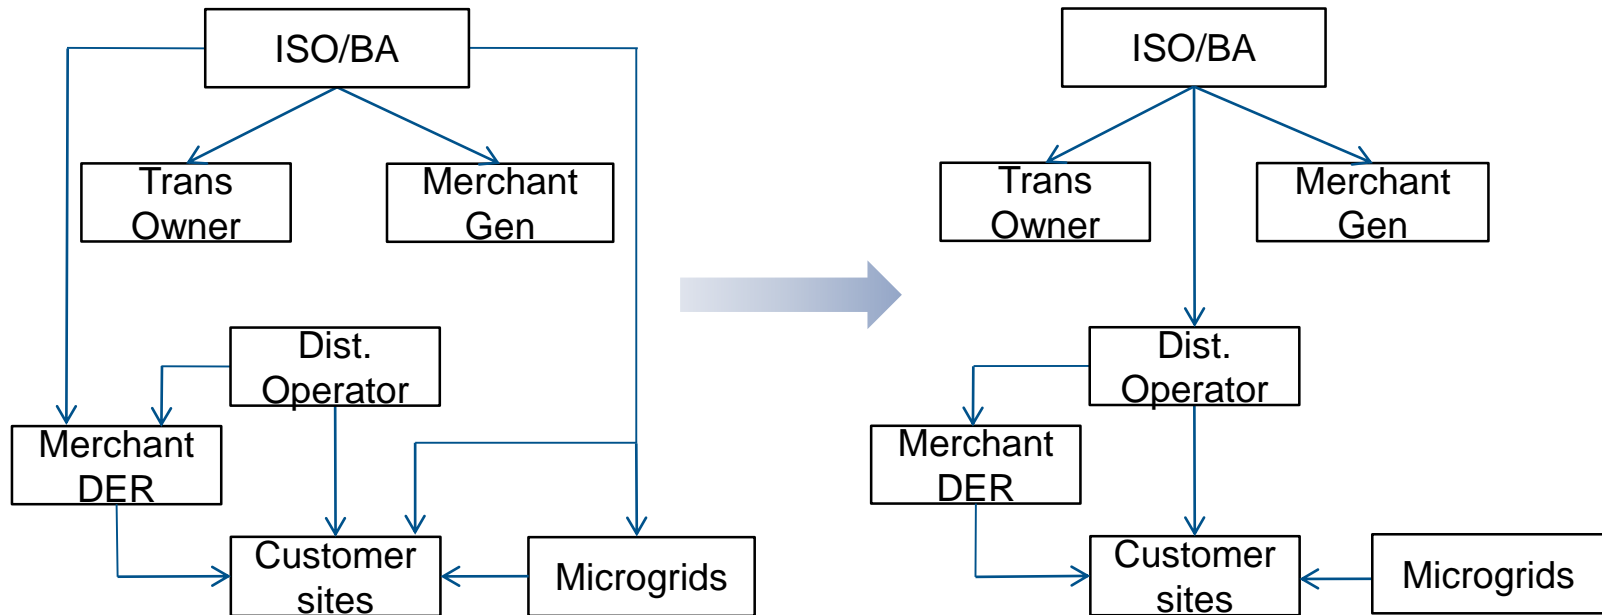 ISO/BA
Trans
Owner
Merchant
Gen
Dist.
Operator
Merchant
DER
Customer
sites
Microgrids
ISO/BA
Trans
Owner
Merchant
Gen
Dist.
Operator
Merchant
DER
Customer
sites
Microgrids